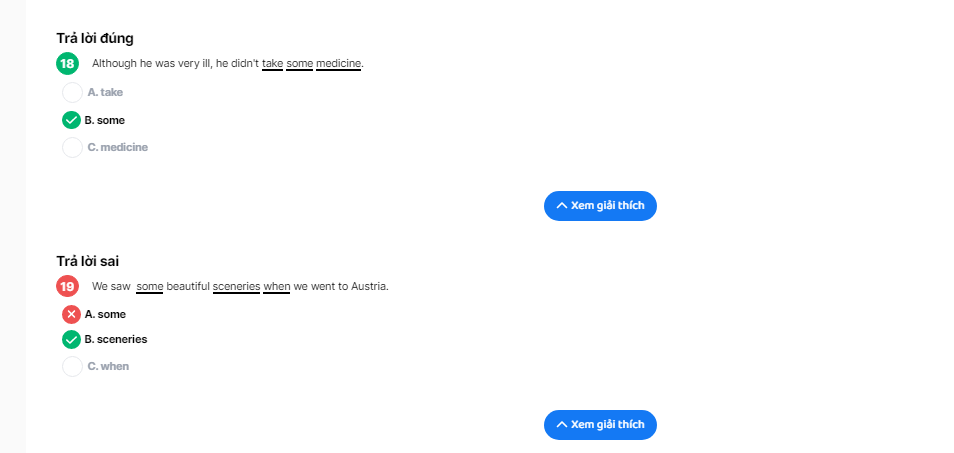 Trả lời đúng
18 Although he was very ill, he didn't take some medicine.
A. take
B. some
C. medicine
Xem giải thích
Trả lời sai
19 We saw some beautiful sceneries when we went to Austria.
A. some
B. sceneries
C. when
Xem giải thích